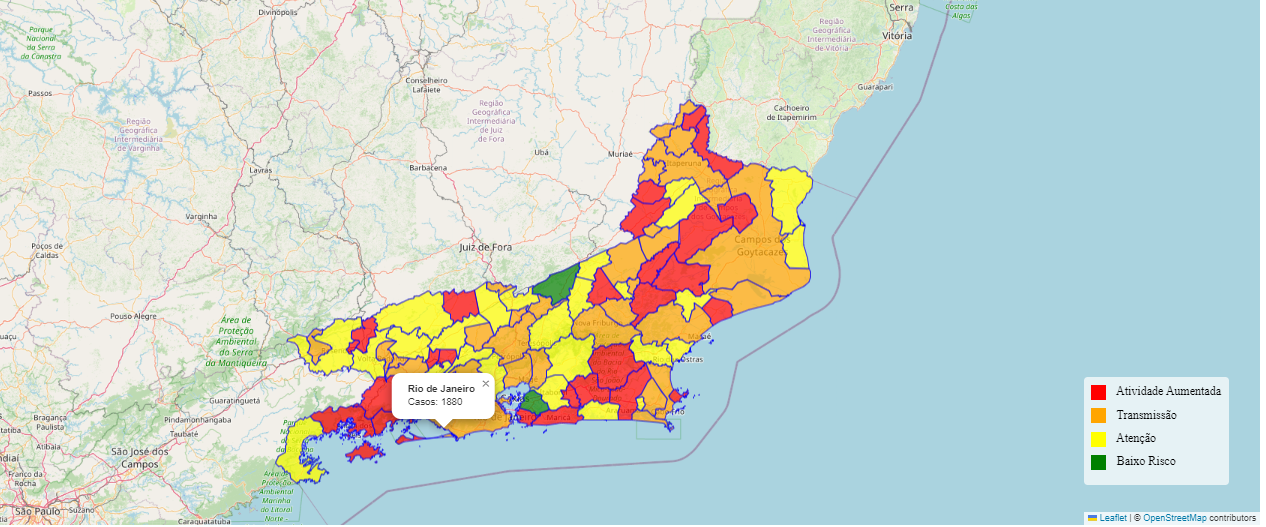 Divinópolis
Serra
Costa das
Algas
Parque
Nacional
da Serra
da Canastra
Região
Geográfica
Intermediária
de Vitória
Vitória
Conselheiro
Lafaiete
Passos
Guarapari
Região
Geográfica
Intermediária
de Varginha
Região
Geográfica
Intermediária
de Juiz
de Fora
Cachoeiro
de Itapemirim
Ubá
Muriaé
Lavras
Barbacena
Itaperuna
Varginha
Poços de
Caldas
Juiz de Fora
Campos dos
Goytacazes
Pouso Alegre
Área de
Proteção
Ambiental
da Serra
da Mantiqueira
Nova Friburgo
Macaé
Rio das Ostras
Rio de Janeiro
×
Casos: 1880
Guaratinguetá
Bragança
Paulista
Pindamonhangaba
Taubaté
Atibaia
Maricá
São José dos
Campos
Franco da
Rocha
São Paulo
Suzano
Área de
Proteção
Ambiental
Marinha
do Litoral
Norte -
Caraguatatuba
Atividade Aumentada
Transmissão
Atenção
Baixo Risco
Leaflet | © OpenStreetMap contributors